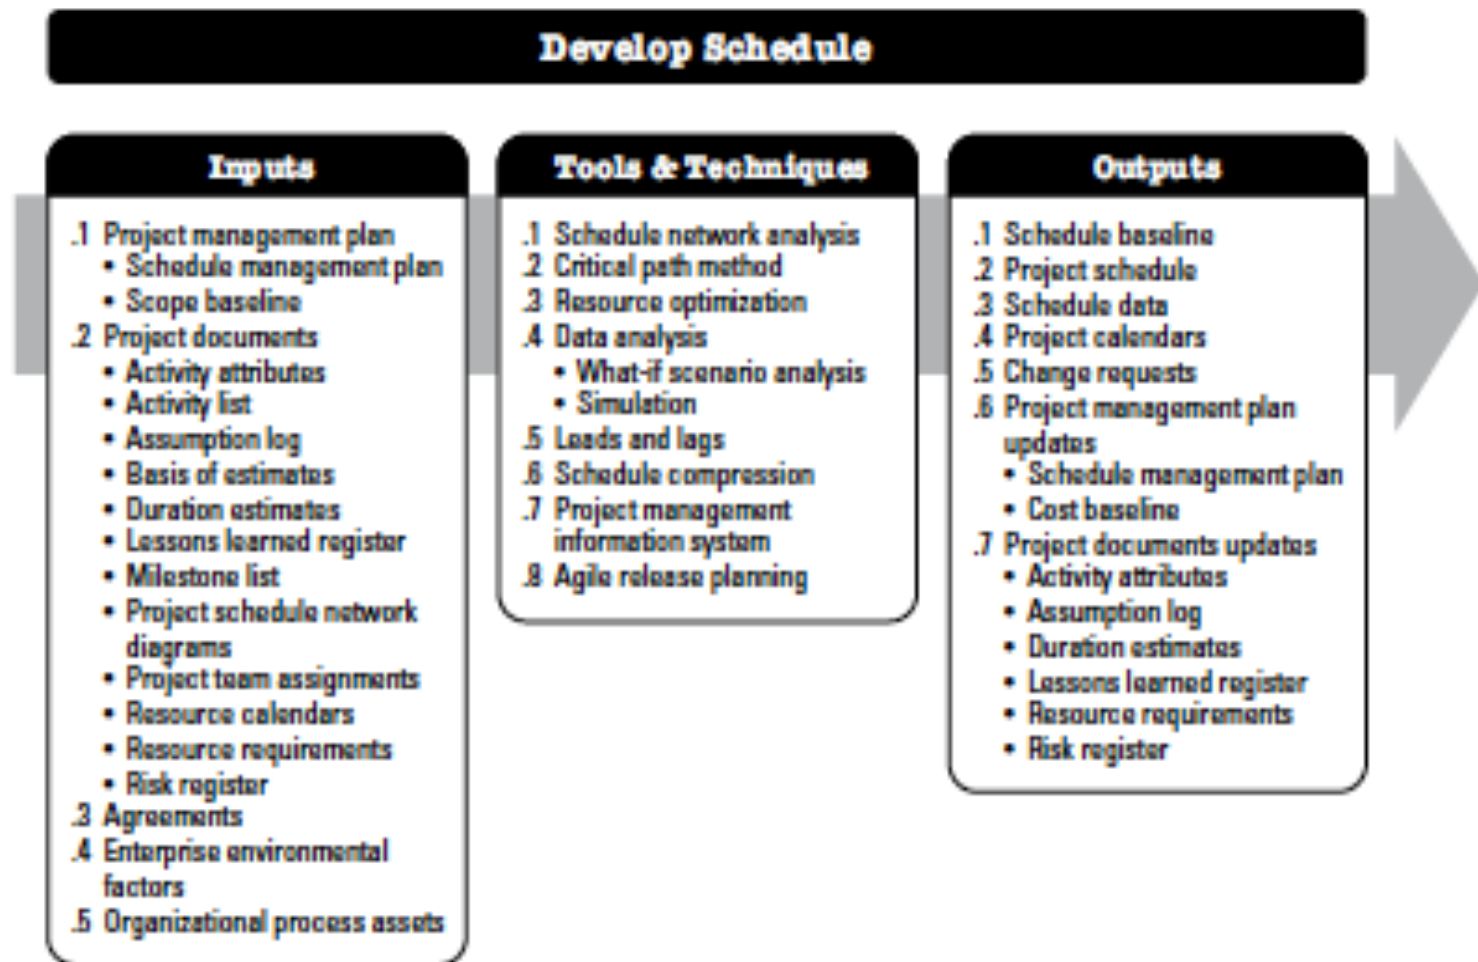 Develop Schedule
Inputs
.1 Project management plan
• Schedule management plan
• Scope baseline
.2 Project documents
• Activity attributes
• Activity list
• Assumption log
• Basis of estimates
• Duration estimates
• Lessons learned register
• Milestone list
• Project schedule network
diagrams
• Project team assignments
• Resource calendars
• Resource requirements
• Risk register
.3 Agreements
.4 Enterprise environmental
factors
.5 Organizational process assets
Tools & Techniques
.1 Schedule network analysis
.2 Critical path method
.3 Resource optimization
.4 Data analysis
• What-if scenario analysis
• Simulation
.5 Leads and lags
.6 Schedule compression
.7 Project management
information system
.8 Agile release planning
Outputs
.1 Schedule baseline
.2 Project schedule
.3 Schedule data
.4 Project calendars
.5 Change requests
.6 Project management plan
updates
• Schedule management plan
• Cost baseline
.7 Project documents updates
• Activity attributes
• Assumption log
• Duration estimates
• Lessons learned register
• Resource requirements
• Risk register